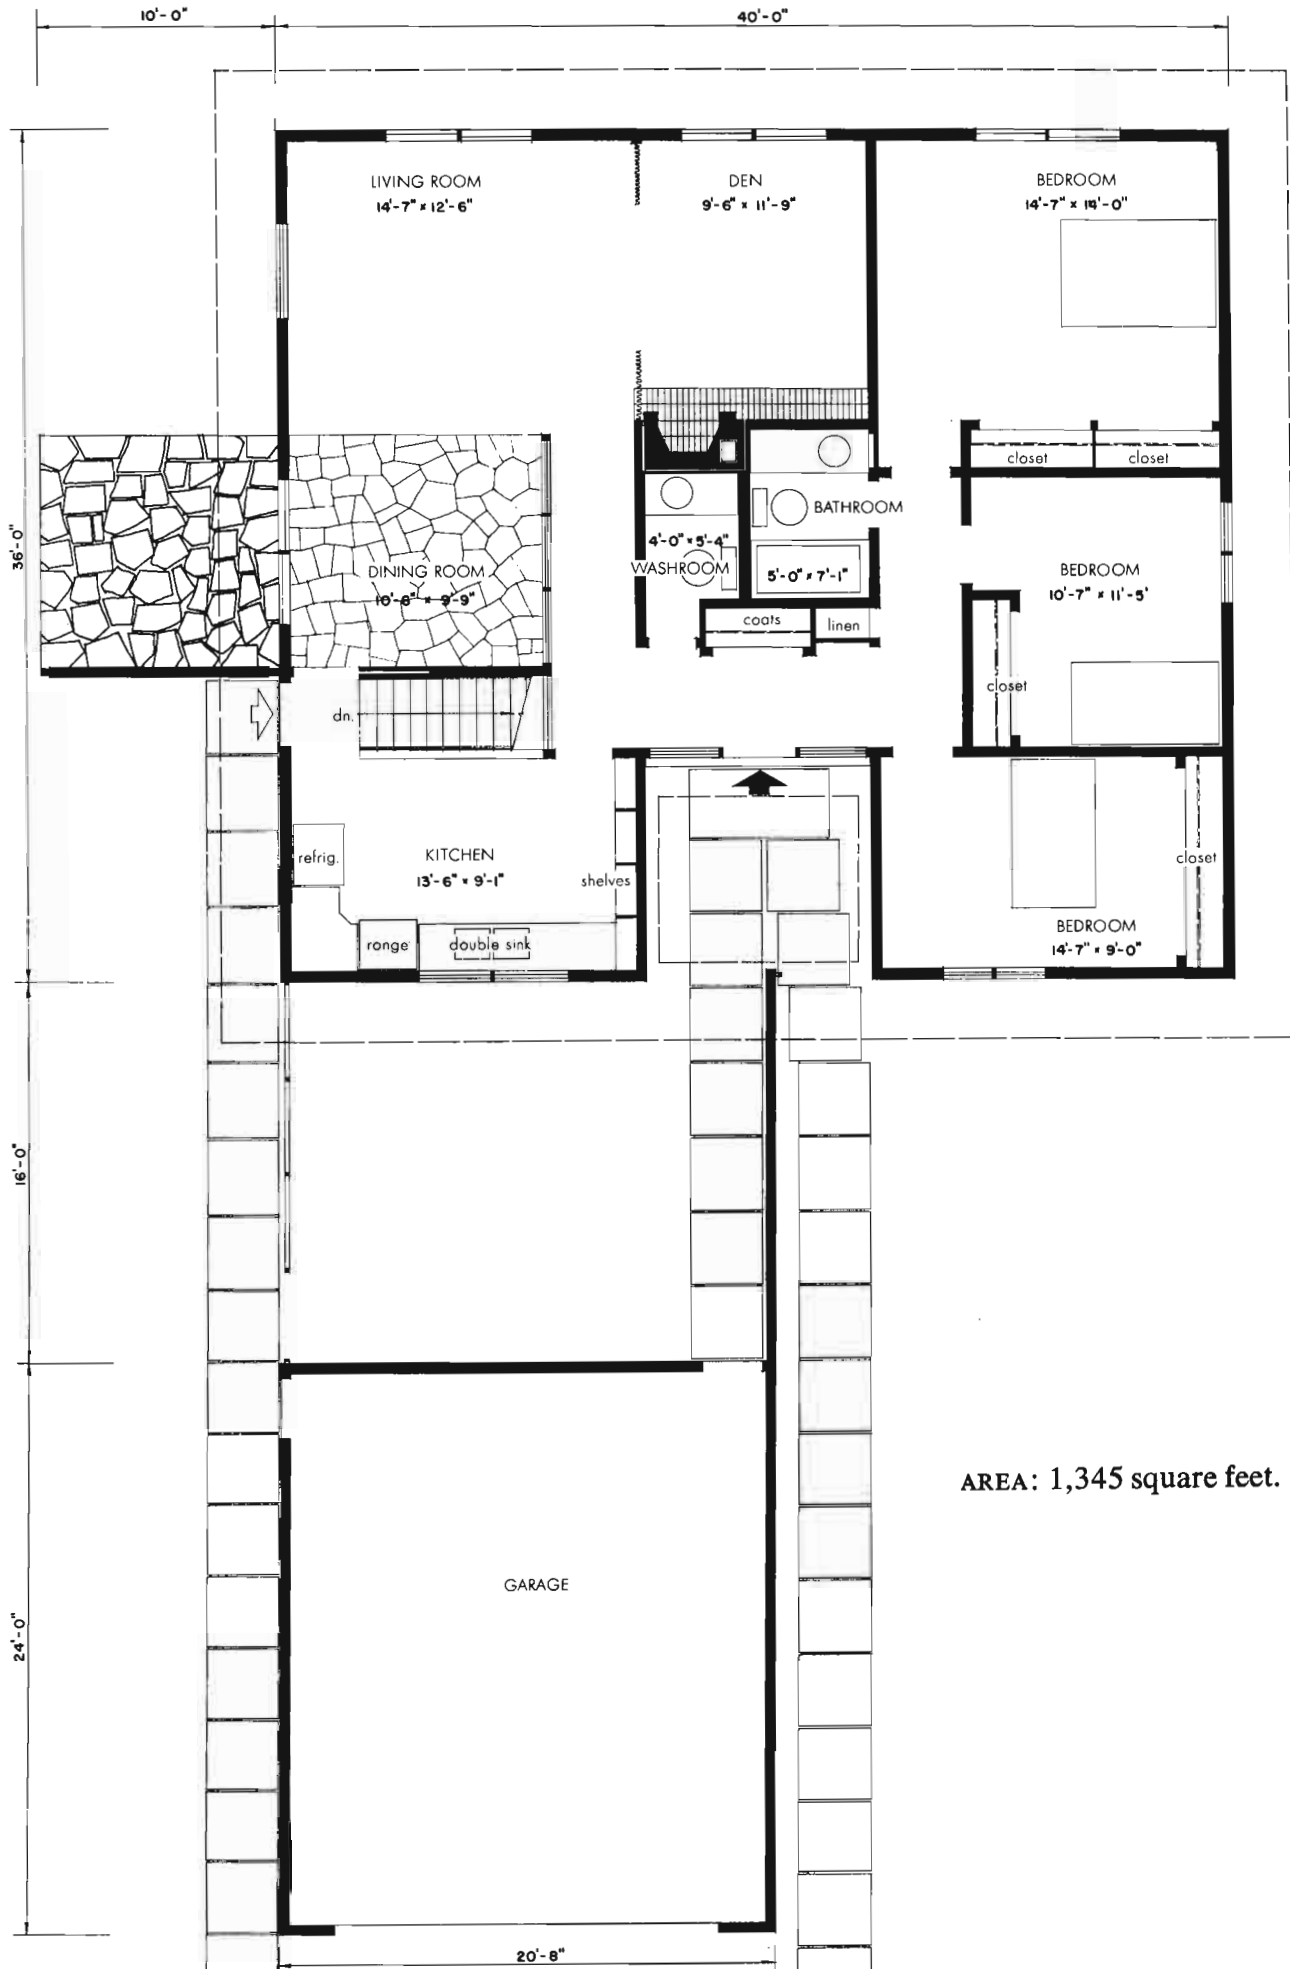 10'-0"
40'-0"
LIVING ROOM
14'-7" x 12'-6"
DEN
9'-6" x 11'-9"
BEDROOM
14'-7" x 14'-0"
closet
closet
36'-0"
BATHROOM
5'-0" x 7'-1"
4'-0" x 5'-4"
WASHROOM
DINING ROOM
10'-8" x 9'-9"
BEDROOM
10'-7" x 11'-5'
coats
linen
closet
dn.
refrig.
KITCHEN
13'-6" x 9'-1"
shelves
closet
range
double sink
BEDROOM
14'-7" x 9'-0"
16'-0"
AREA: 1,345 square feet.
GARAGE
24'-0"
20'-8"